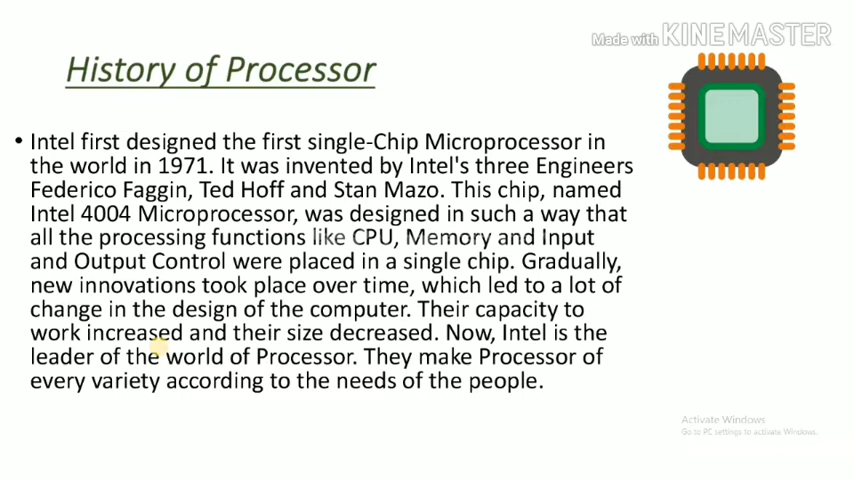 Made with KINEMASTER
History of Processor
• Intel first designed the first single-Chip Microprocessor in
the world in 1971. It was invented by Intel's three Engineers
Federico Faggin, Ted Hoff and Stan Mazo. This chip, named
Intel 4004 Microprocessor, was designed in such a way that
all the processing functions like CPU, Memory and Input
and Output Control were placed in a single chip. Gradually,
new innovations took place over time, which led to a lot of
change in the design of the computer. Their capacity to
work increased and their size decreased. Now, Intel is the
leader of the world of Processor. They make Processor of
every variety according to the needs of the people.
Activate Windows
Go to PC settings to activate Windows.